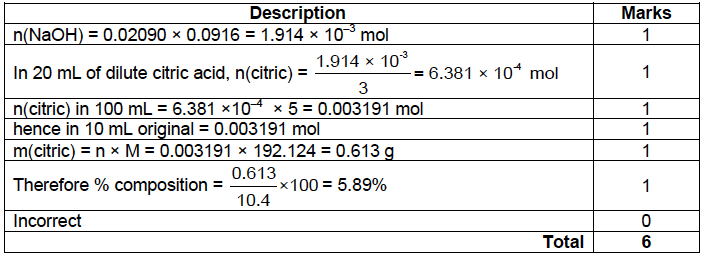 Description Marks
n(NaOH) = 0.02090 × 0.0916 = 1.914 × 10⁻³ mol 1
In 20 mL of dilute citric acid, n(citric) = 1.914 × 10⁻³ / 3 = 6.381 × 10⁻⁴ mol 1
n(citric) in 100 mL = 6.381 ×10⁻⁴ × 5 = 0.003191 mol 1
hence in 10 mL original = 0.003191 mol 1
m(citric) = n × M = 0.003191 × 192.124 = 0.613 g 1
Therefore % composition = 0.613 / 10.4 ×100 = 5.89% 1
Incorrect 0
Total 6